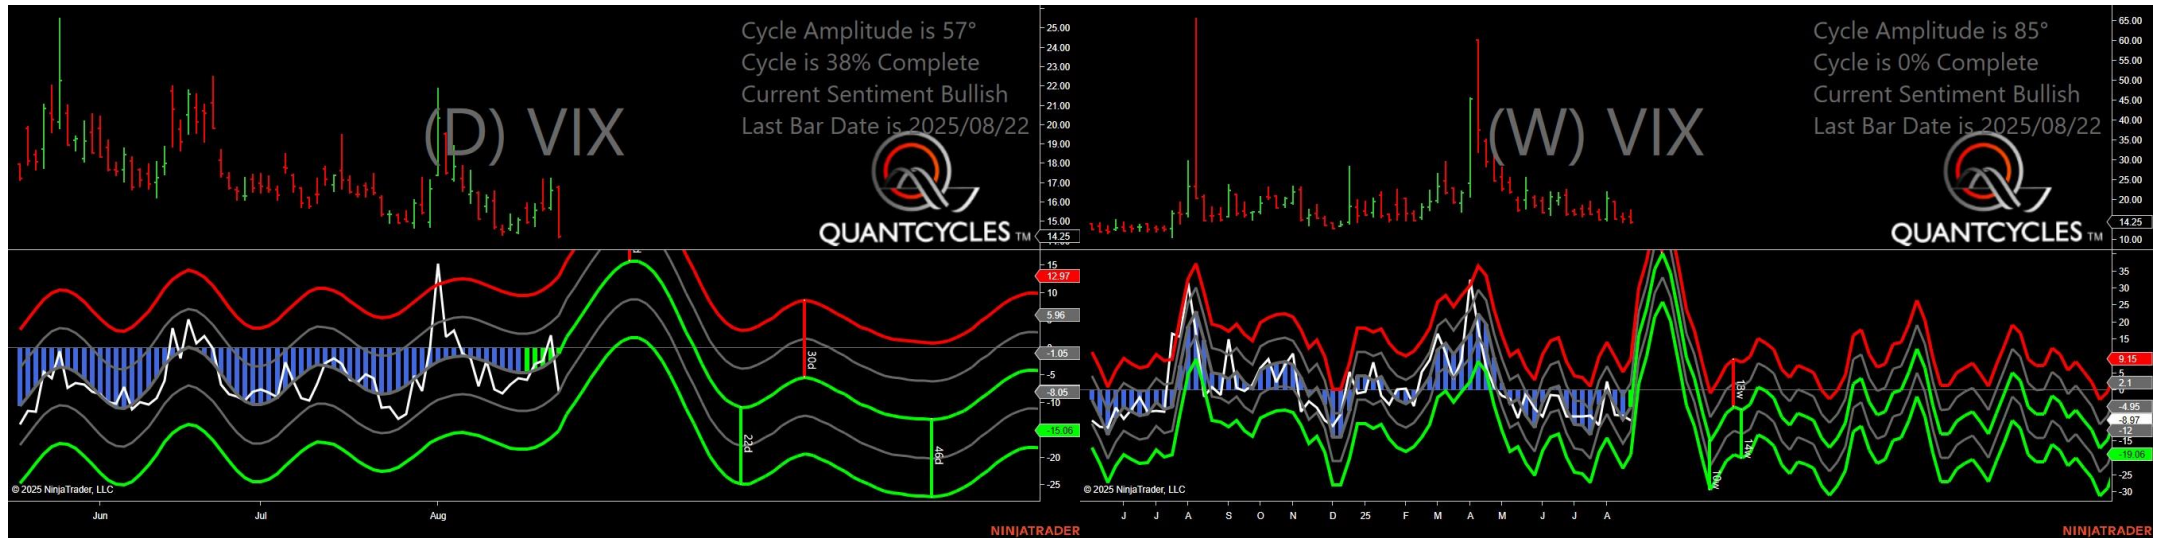 Cycle Amplitude is 57°
Cycle is 38% Complete
Current Sentiment Bullish
Last Bar Date is 2025/08/22
(D) VIX
QUANTCYCLES TM
25.00
24.00
23.00
22.00
21.00
20.00
19.00
18.00
17.00
16.00
15.00
14.25
15
12.97
10
5.96
-1.05
-5
-8.05
-10
-15.06
-20
-25
30d
22d
46d
© 2025 NinjaTrader, LLC
Jun
Jul
Aug
NINJATRADER
Cycle Amplitude is 85°
Cycle is 0% Complete
Current Sentiment Bullish
Last Bar Date is 2025/08/22
(W) VIX
QUANTCYCLES TM
65.00
60.00
55.00
50.00
45.00
40.00
35.00
30.00
25.00
20.00
14.25
10.00
35
30
25
20
15
9.15
5
2.1
-4.95
-8.97
-12
-15
-19.06
-25
-30
14w
© 2025 NinjaTrader, LLC
J
J
A
S
O
N
D
25
F
M
A
M
J
J
A
NINJATRADER